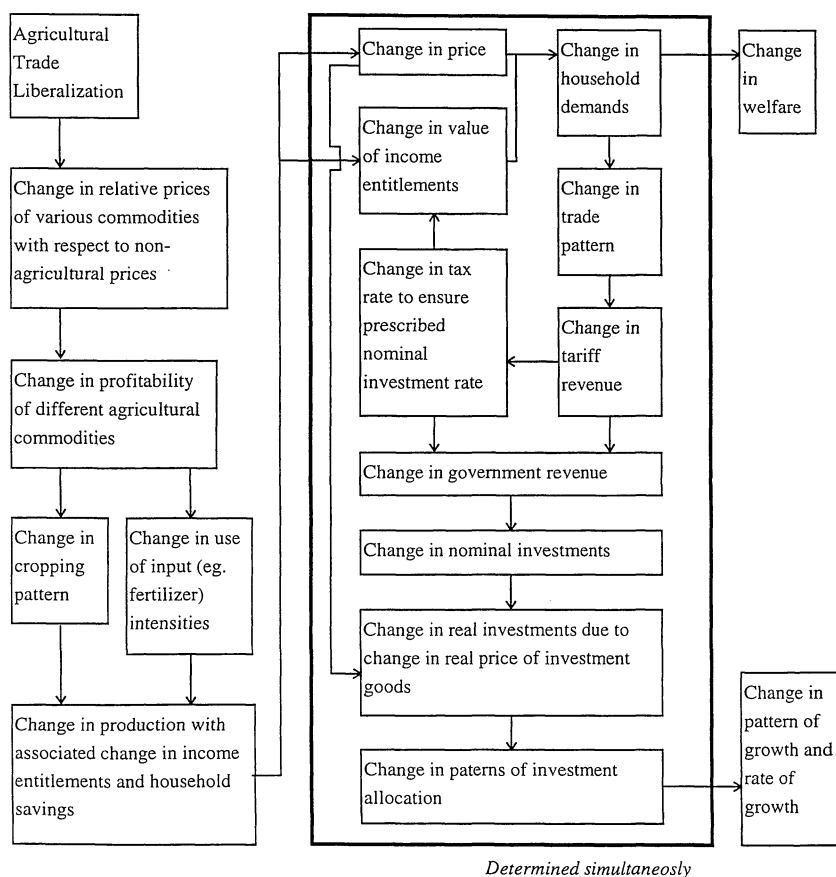 Agricultural
Trade
Liberalization
Change in relative prices
of various commodities
with respect to non-
agricultural prices
Change in profitability
of different agricultural
commodities
Change in
cropping
pattern
Change in use
of input (eg.
fertilizer)
intensities
Change in production with
associated change in income
entitlements and household
savings
Change in price
Change in value
of income
entitlements
Change in tax
rate to ensure
prescribed
nominal
investment rate
Change in
household
demands
Change in
trade
pattern
Change in
tariff
revenue
Change in government revenue
Change in nominal investments
Change in real investments due to
change in real price of investment
goods
Change in paterns of investment
allocation
Change
in
welfare
Change in
pattern of
growth and
rate of
growth
Determined simultaneosly